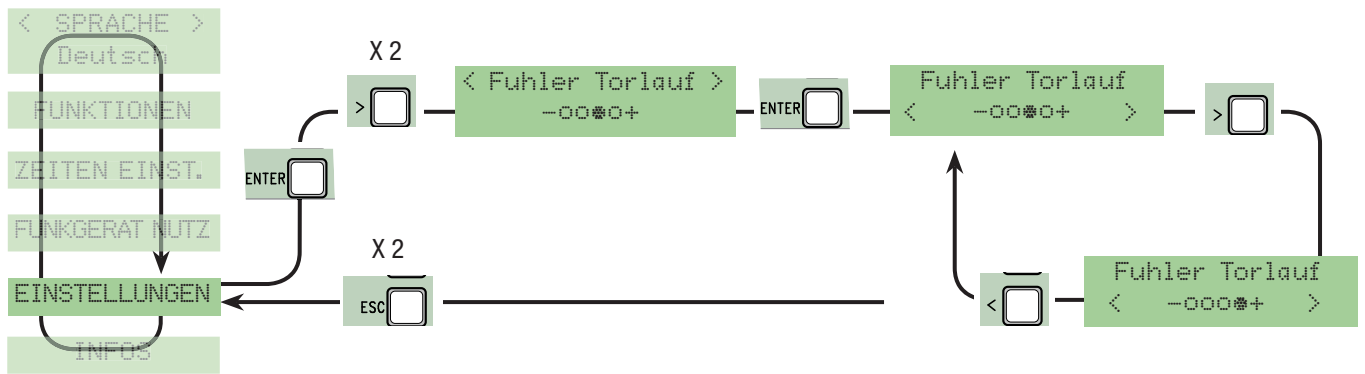 < SPRACHE >
Deutsch
FUNKTIONEN
ZEITEN EINST.
FUNKGERAT NUTZ
EINSTELLUNGEN
INFOS
ENTER
X 2
>
< Fuhler Torlauf >
-oo●o+
ENTER
Fuhler Torlauf
< -oo●o+ >
>
Fuhler Torlauf
< -ooo●+ >
<
X 2
ESC